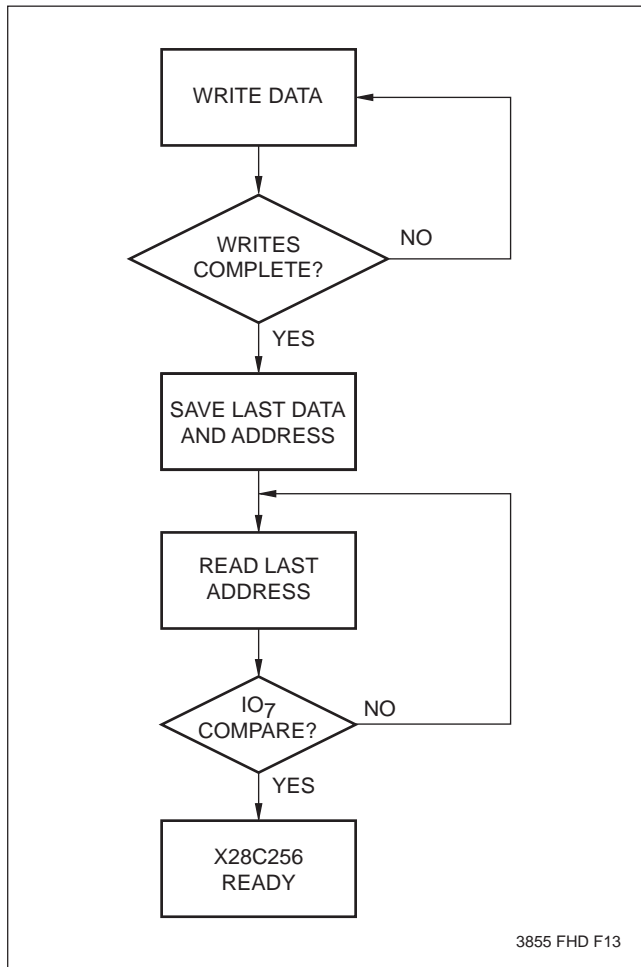 WRITE DATA
WRITES
COMPLETE?
NO
YES
SAVE LAST DATA
AND ADDRESS
READ LAST
ADDRESS
IO7
COMPARE?
NO
YES
X28C256
READY
3855 FHD F13